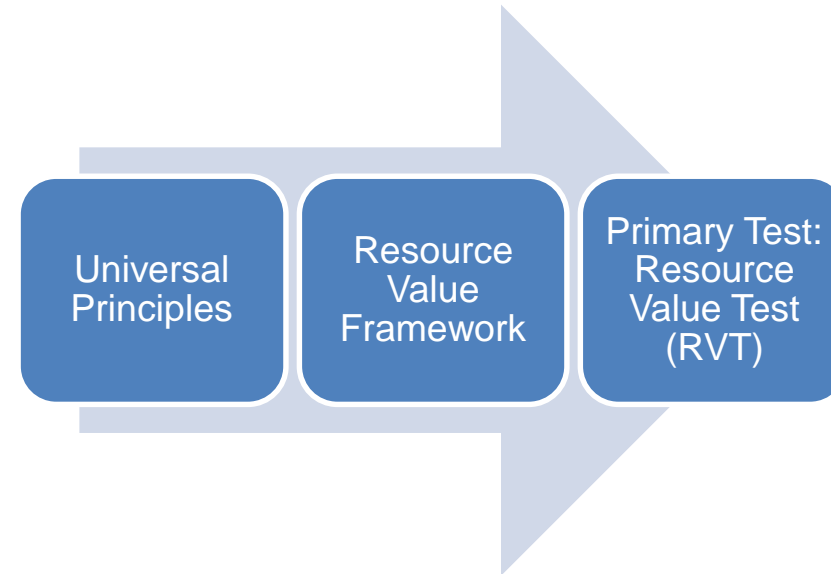 Universal
Principles
Resource
Value
Framework
Primary Test:
Resource
Value Test
(RVT)